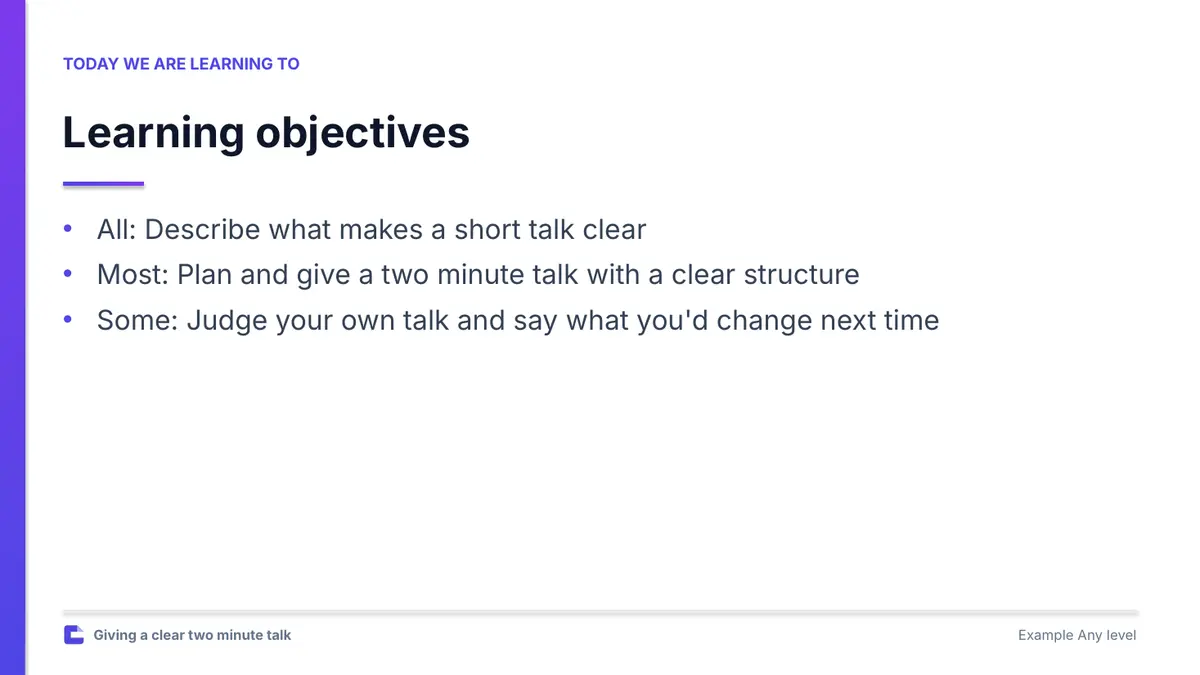 TODAY WE ARE LEARNING TO
Learning objectives
• All: Describe what makes a short talk clear
• Most: Plan and give a two minute talk with a clear structure
• Some: Judge your own talk and say what you'd change next time
Giving a clear two minute talk
Example Any level